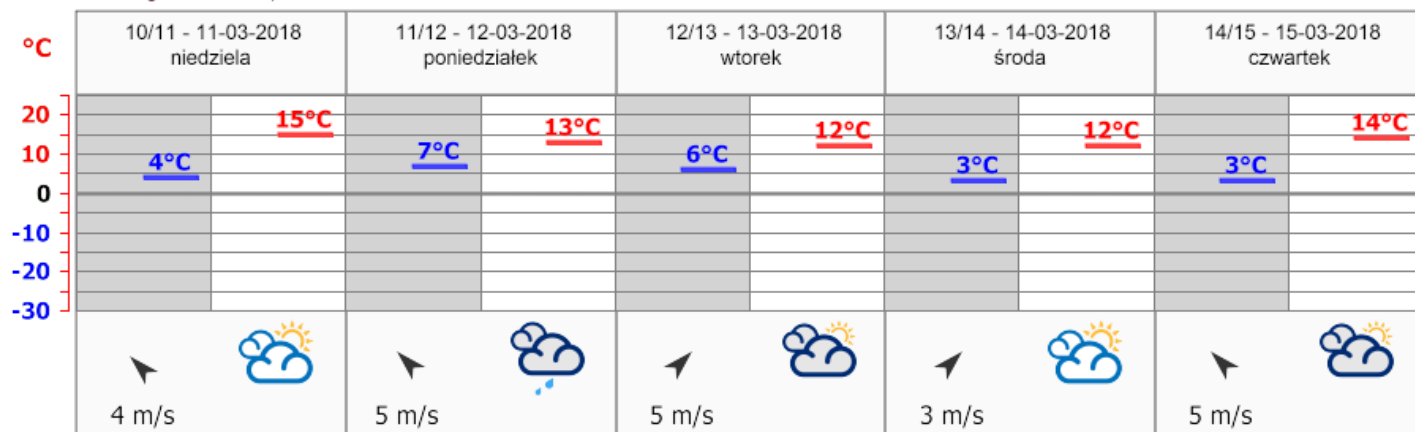 °C
10/11 - 11-03-2018
niedziela
11/12 - 12-03-2018
poniedziałek
12/13 - 13-03-2018
wtorek
13/14 - 14-03-2018
środa
14/15 - 15-03-2018
czwartek
20
10
0
-10
-20
-30
4°C
15°C
7°C
13°C
6°C
12°C
3°C
12°C
3°C
14°C
4 m/s
5 m/s
5 m/s
3 m/s
5 m/s